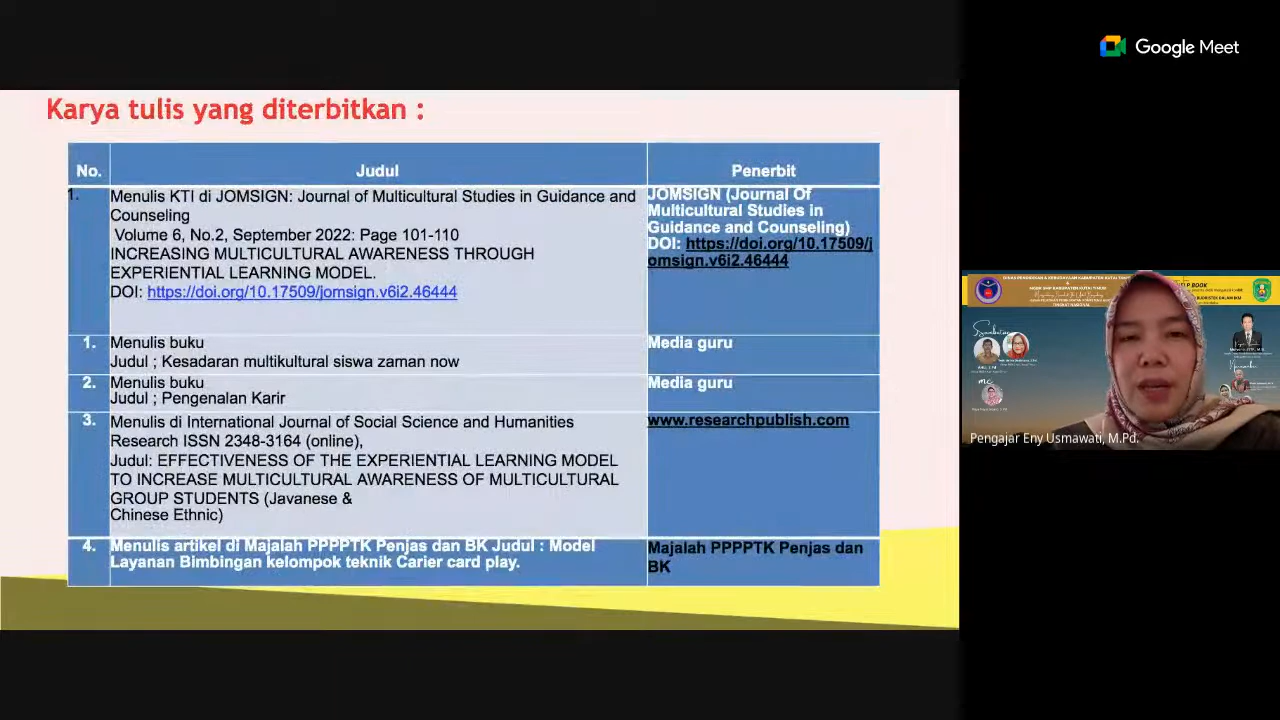 Google Meet
Karya tulis yang diterbitkan :
No.
Judul
Penerbit
1.
Menulis KTI di JOMSIGN: Journal of Multicultural Studies in Guidance and
Counseling
Volume 6, No.2, September 2022: Page 101-110
INCREASING MULTICULTURAL AWARENESS THROUGH
EXPERIENTIAL LEARNING MODEL.
DOI: https://doi.org/10.17509/jomsign.v6i2.46444
JOMSIGN (Journal Of
Multicultural Studies in
Guidance and Counseling)
DOI: https://doi.org/10.17509/j
omsign.v6i2.46444
1.
Menulis buku
Judul ; Kesadaran multikultural siswa zaman now
Media guru
2.
Menulis buku
Judul ; Pengenalan Karir
Media guru
3.
Menulis di International Journal of Social Science and Humanities
Research ISSN 2348-3164 (online),
Judul: EFFECTIVENESS OF THE EXPERIENTIAL LEARNING MODEL
TO INCREASE MULTICULTURAL AWARENESS OF MULTICULTURAL
GROUP STUDENTS (Javanese &
Chinese Ethnic)
www.researchpublish.com
4.
Menulis artikel di Majalah PPPPTK Penjas dan BK Judul : Model
Layanan Bimbingan kelompok teknik Carier card play.
Majalah PPPPTK Penjas dan
BK
Sambutan
MC
Pengajar Eny Usmawati, M.Pd.